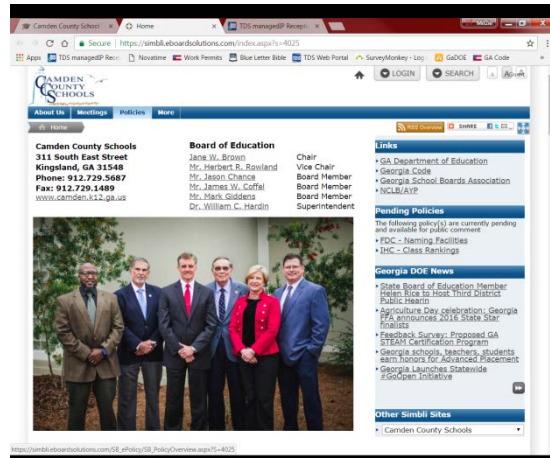 Camden County School
Home
TDS managedIP Recept
Secure
https://simbli.eboardsolutions.com/index.aspx?s=4025
Apps
TDS managedIP Rece
Novatime
Work Permits
Blue Letter Bible
TDS Web Portal
SurveyMonkey - Log
GaDOE
GA Code
CAMDEN
COUNTY
SCHOOLS
LOGIN
SEARCH
About Us Meetings Policies More
Home
RSS Overview
SHARE
Camden County Schools
311 South East Street
Kingsland, GA 31548
Phone: 912.729.5687
Fax: 912.729.1489
www.camden.k12.ga.us
Board of Education
Jane W. Brown Chair
Mr. Herbert R. Rowland Vice Chair
Mr. Jason Chance Board Member
Mr. James W. Coffel Board Member
Mr. Mark Giddens Board Member
Dr. William C. Hardin Superintendent
Links
GA Department of Education
Georgia Code
Georgia School Boards Association
NCLB/AYP
Pending Policies
The following policy(s) are currently pending
and available for public comment
FDC - Naming Facilities
IHC - Class Rankings
Georgia DOE News
State Board of Education Member
Helen Rice to Host Third District
Public Hearin
Agriculture Day celebration: Georgia
FFA announces 2016 State Star
finalists
Feedback Survey: Proposed GA
STEAM Certification Program
Georgia schools, teachers, students
earn honors for Advanced Placement
Georgia Launches Statewide
#GoOpen Initiative
Other Simbli Sites
Camden County Schools
https://simbli.eboardsolutions.com/SB_ePolicy/SB_PolicyOverview.aspx?S=4025